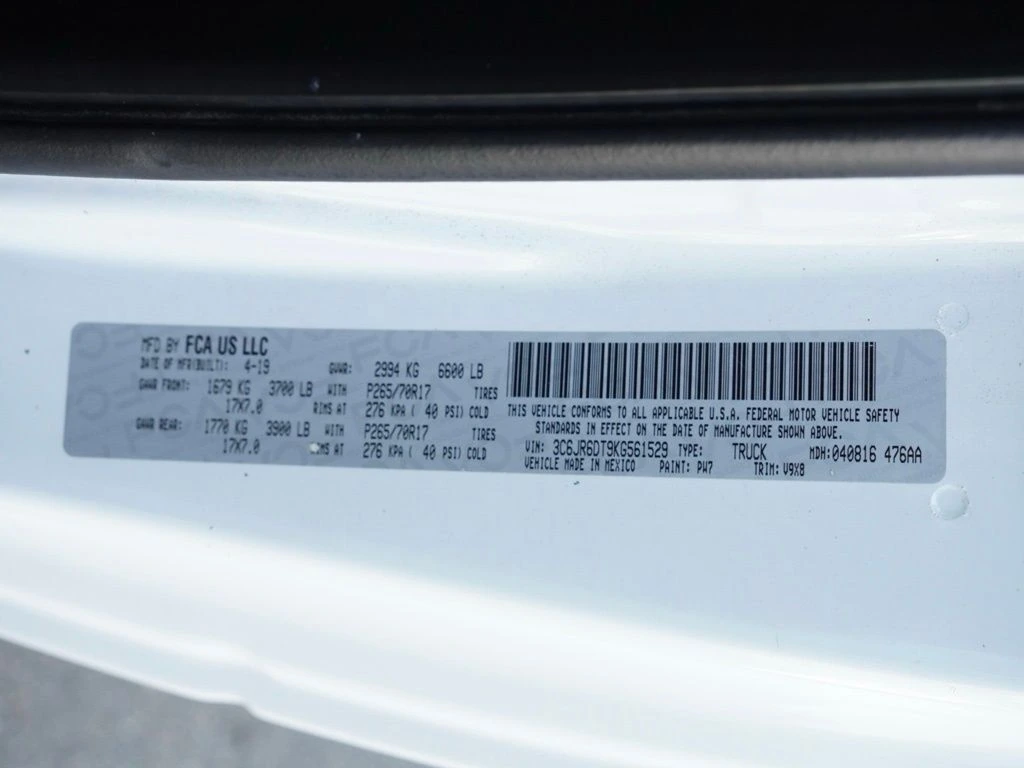 MFD BY FCA US LLC
DATE OF MFR(BUILT): 4-19 GVWR: 2994 KG 6600 LB
GAWR FRONT: 1679 KG 3700 LB WITH P265/70R17 TIRES
17X7.0 RIMS AT 276 KPA ( 40 PSI) COLD
GAWR REAR: 1770 KG 3900 LB WITH P265/70R17 TIRES
17X7.0 RIMS AT 276 KPA ( 40 PSI) COLD
THIS VEHICLE CONFORMS TO ALL APPLICABLE U.S.A. FEDERAL MOTOR VEHICLE SAFETY
STANDARDS IN EFFECT ON THE DATE OF MANUFACTURE SHOWN ABOVE.
VIN: 3C6JR6DT9KG561529 TYPE: TRUCK MDH:040816 476AA
VEHICLE MADE IN MEXICO PAINT: PW7 TRIM: V9X8